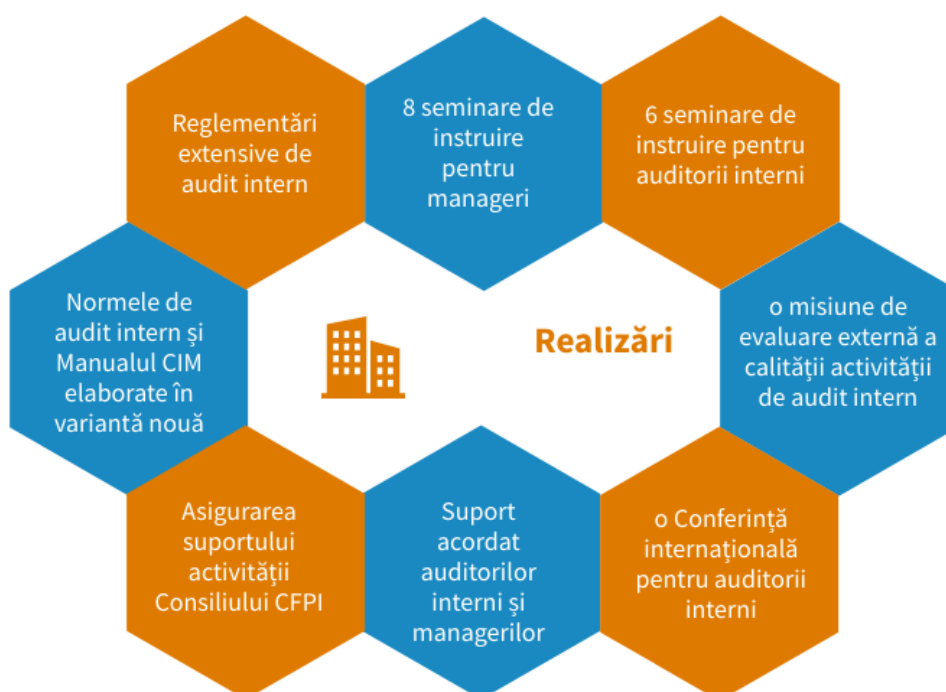 Reglementări
extensive de
audit intern
8 seminare de
instruire
pentru
manageri
6 seminare de
instruire pentru
auditorii interni
Normele de
audit intern și
Manualul CIM
elaborate în
variantă nouă
Realizări
o misiune de
evaluare externă a
calității activității
de audit intern
Asigurarea
suportului
activității
Consiliului CFPI
Suport
acordat
auditorilor
interni și
managerilor
o Conferință
internațională
pentru auditorii
interni